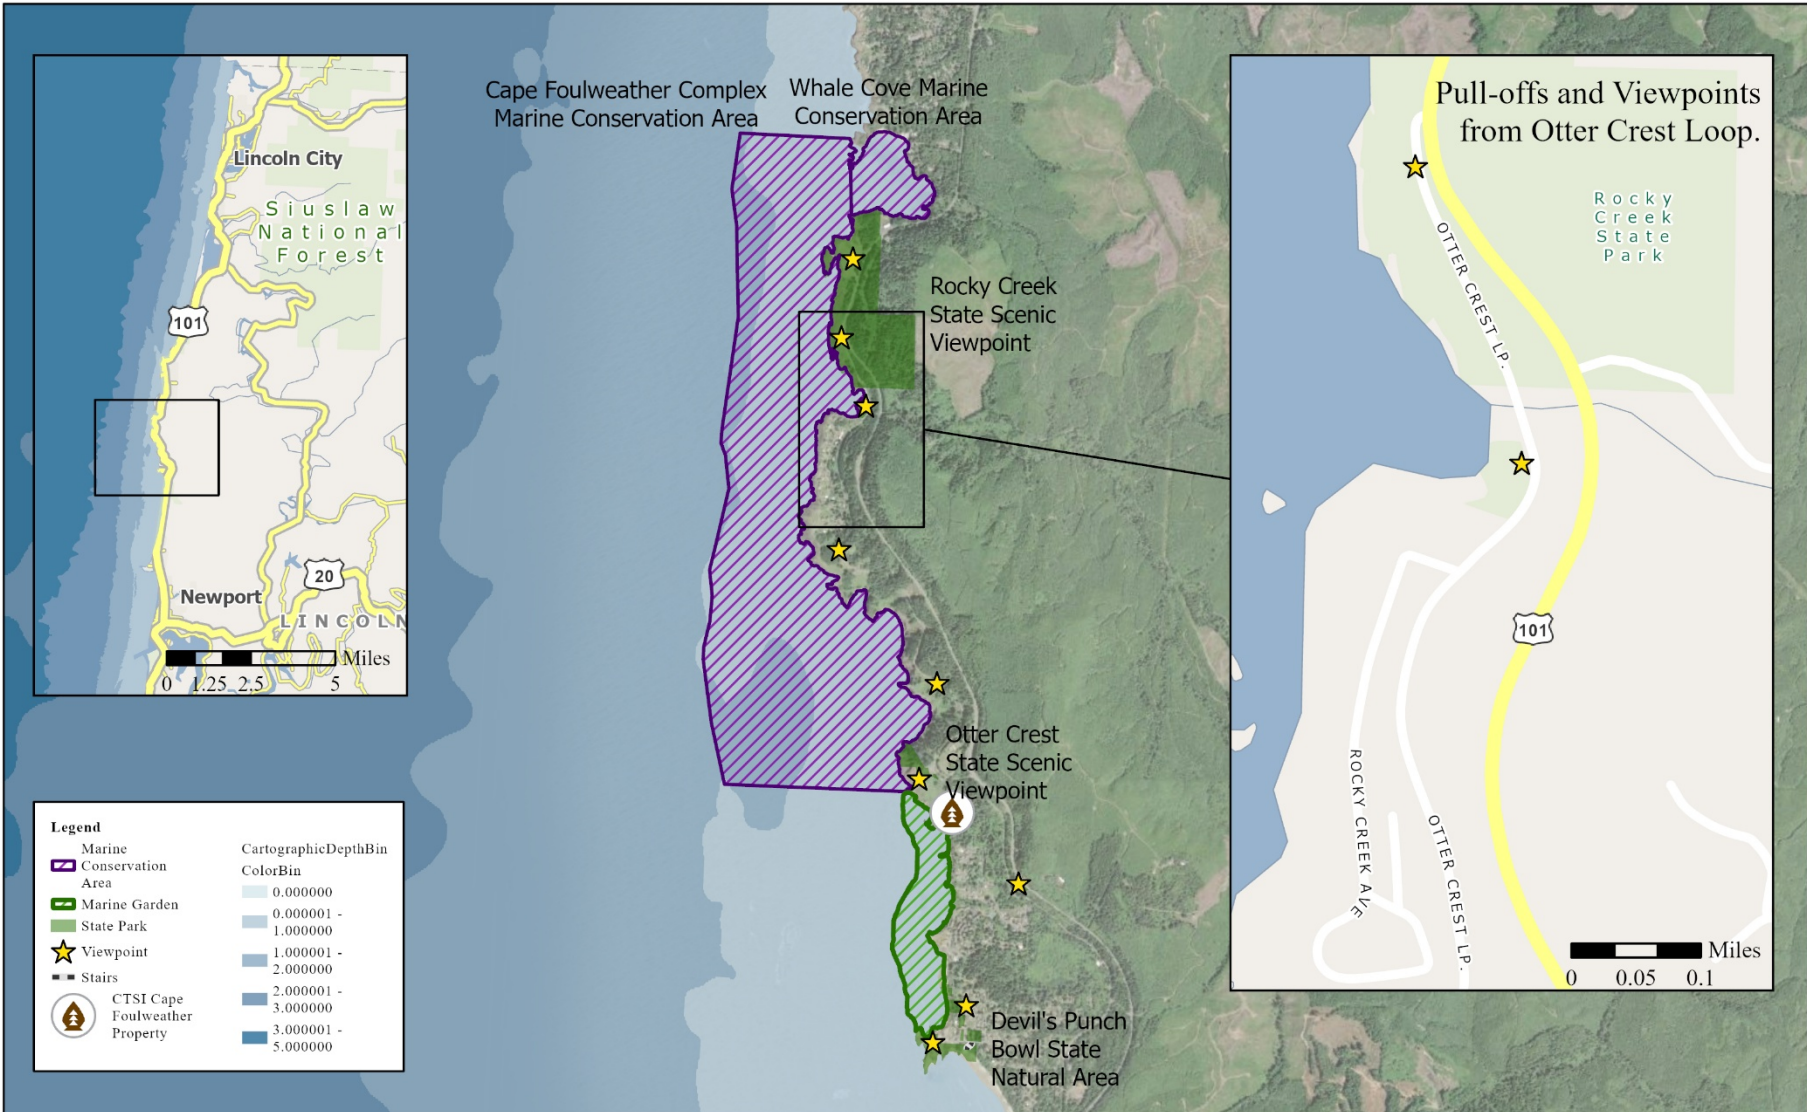 Cape Foulweather Complex
Marine Conservation Area
Whale Cove Marine
Conservation Area
Rocky Creek
State Scenic
Viewpoint
Otter Crest
State Scenic
Viewpoint
Devil's Punch
Bowl State
Natural Area
Lincoln City
Siuslaw
National
Forest
101
20
Newport
LINCOLN
Miles
0 1.25 2.5 5
Legend
Marine
Conservation
Area
Marine Garden
State Park
Viewpoint
Stairs
CTSI Cape
Foulweather
Property
CartographicDepthBin
ColorBin
0.000000
0.000001 -
1.000000
1.000001 -
2.000000
2.000001 -
3.000000
3.000001 -
5.000000
Pull-offs and Viewpoints
from Otter Crest Loop.
Rocky
Creek
State
Park
OTTER CREST LP.
101
ROCKY CREEK AVE
OTTER CREST LP.
Miles
0 0.05 0.1